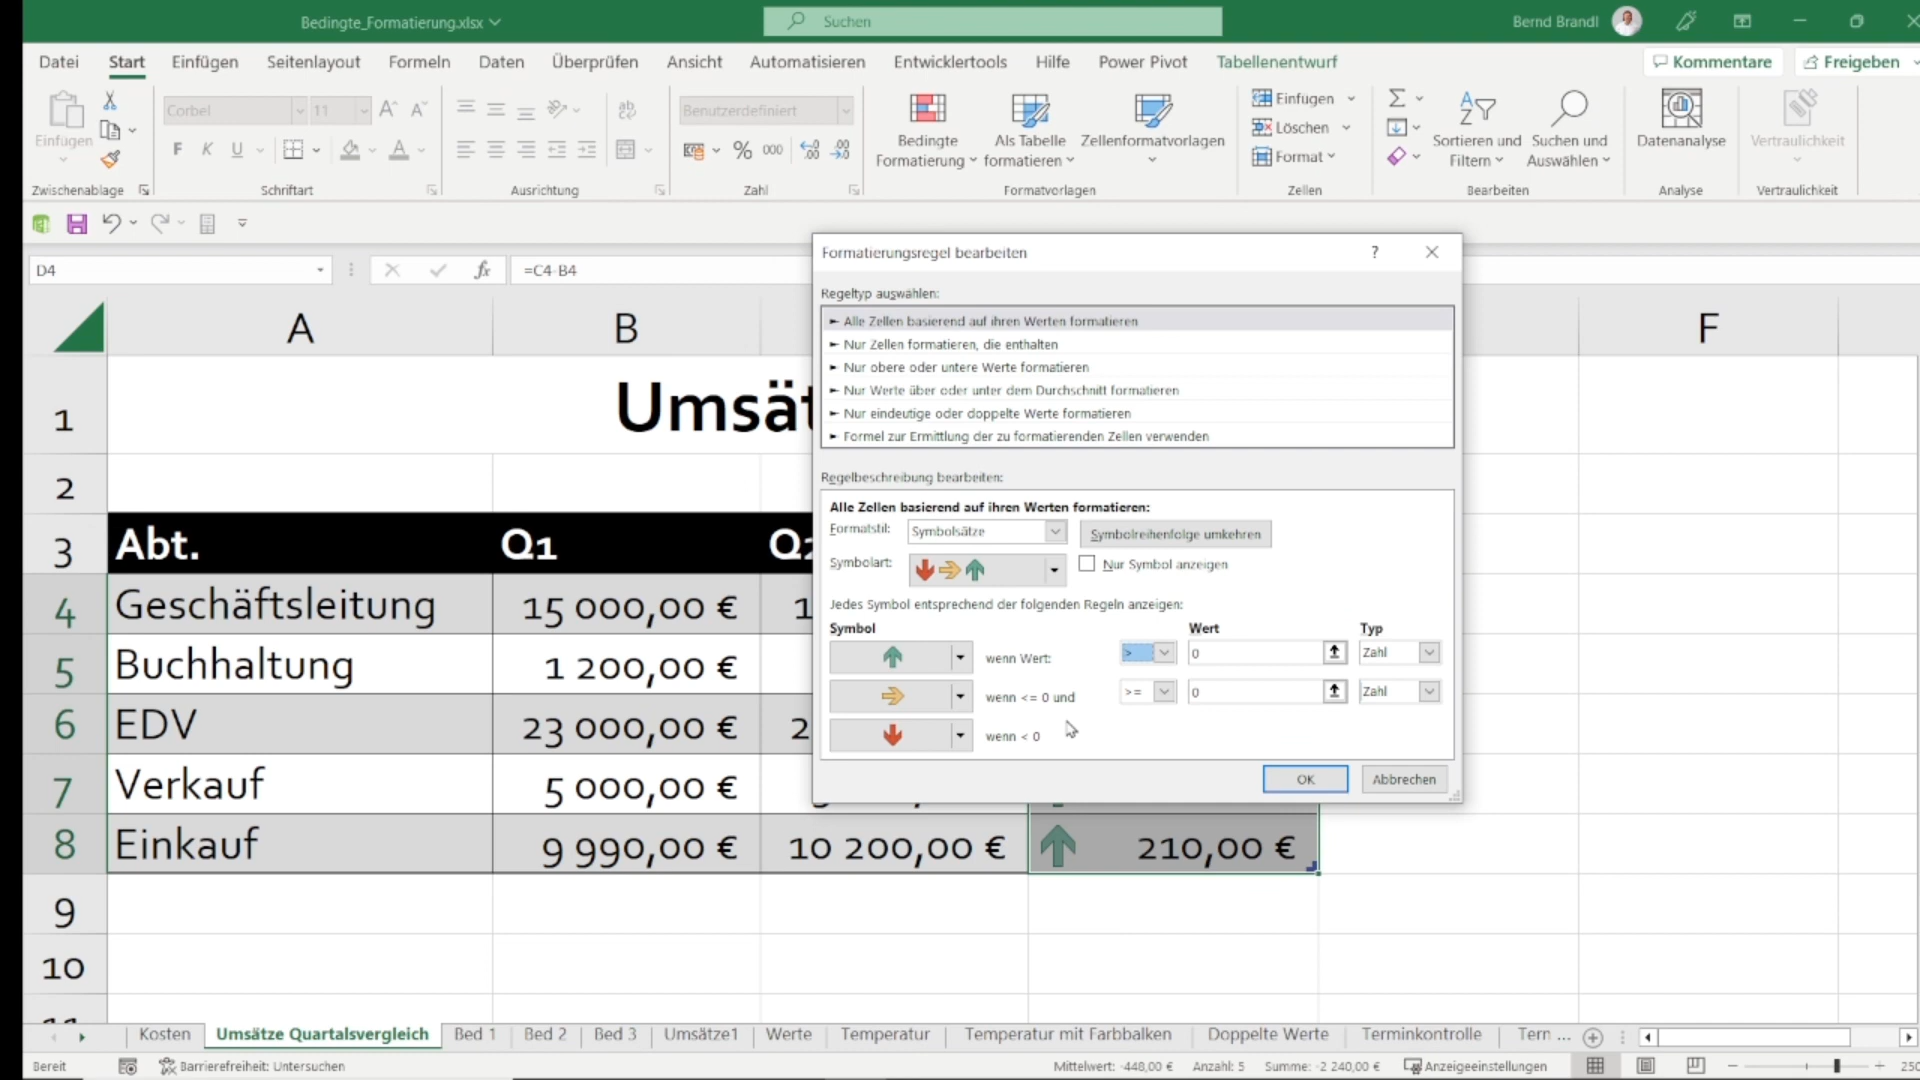 Bedingte_Formatierung.xlsx
Suchen
Bernd Brandl
Datei Start Einfügen Seitenlayout Formeln Daten Überprüfen Ansicht Automatisieren Entwicklertools Hilfe Power Pivot Tabellenentwurf Kommentare Freigeben
Einfügen
Zwischenablage
Corbel 11
F K U
Schriftart
Ausrichtung
Benutzerdefiniert
% 000
Zahl
Bedingte Formatierung
Als Tabelle formatieren
Zellenformatvorlagen
Formatvorlagen
Einfügen
Löschen
Format
Zellen
Sortieren und Filtern
Suchen und Auswählen
Bearbeiten
Datenanalyse
Analyse
Vertraulichkeit
Vertraulichkeit
D4 fx =C4-B4
A B F
1
2
3 Abt. Q1
4 Geschäftsleitung 15 000,00 €
5 Buchhaltung 1 200,00 €
6 EDV 23 000,00 €
7 Verkauf 5 000,00 €
8 Einkauf 9 990,00 € 10 200,00 € 210,00 €
9
10
Formatierungsregel bearbeiten ?
Regeltyp auswählen:
► Alle Zellen basierend auf ihren Werten formatieren
► Nur Zellen formatieren, die enthalten
► Nur obere oder untere Werte formatieren
► Nur Werte über oder unter dem Durchschnitt formatieren
► Nur eindeutige oder doppelte Werte formatieren
► Formel zur Ermittlung der zu formatierenden Zellen verwenden
Regelbeschreibung bearbeiten:
Alle Zellen basierend auf ihren Werten formatieren:
Formatstil: Symbolsätze Symbolreihenfolge umkehren
Symbolart: Nur Symbol anzeigen
Jedes Symbol entsprechend der folgenden Regeln anzeigen:
Symbol Wert Typ
wenn Wert: > 0 Zahl
wenn <= 0 und >= 0 Zahl
wenn < 0
OK Abbrechen
Kosten Umsätze Quartalsvergleich Bed 1 Bed 2 Bed 3 Umsätze1 Werte Temperatur Temperatur mit Farbbalken Doppelte Werte Terminkontrolle Tern ...
Bereit Barrierefreiheit: Untersuchen Mittelwert: -448,00 € Anzahl: 5 Summe: -2 240,00 € Anzeigeeinstellungen